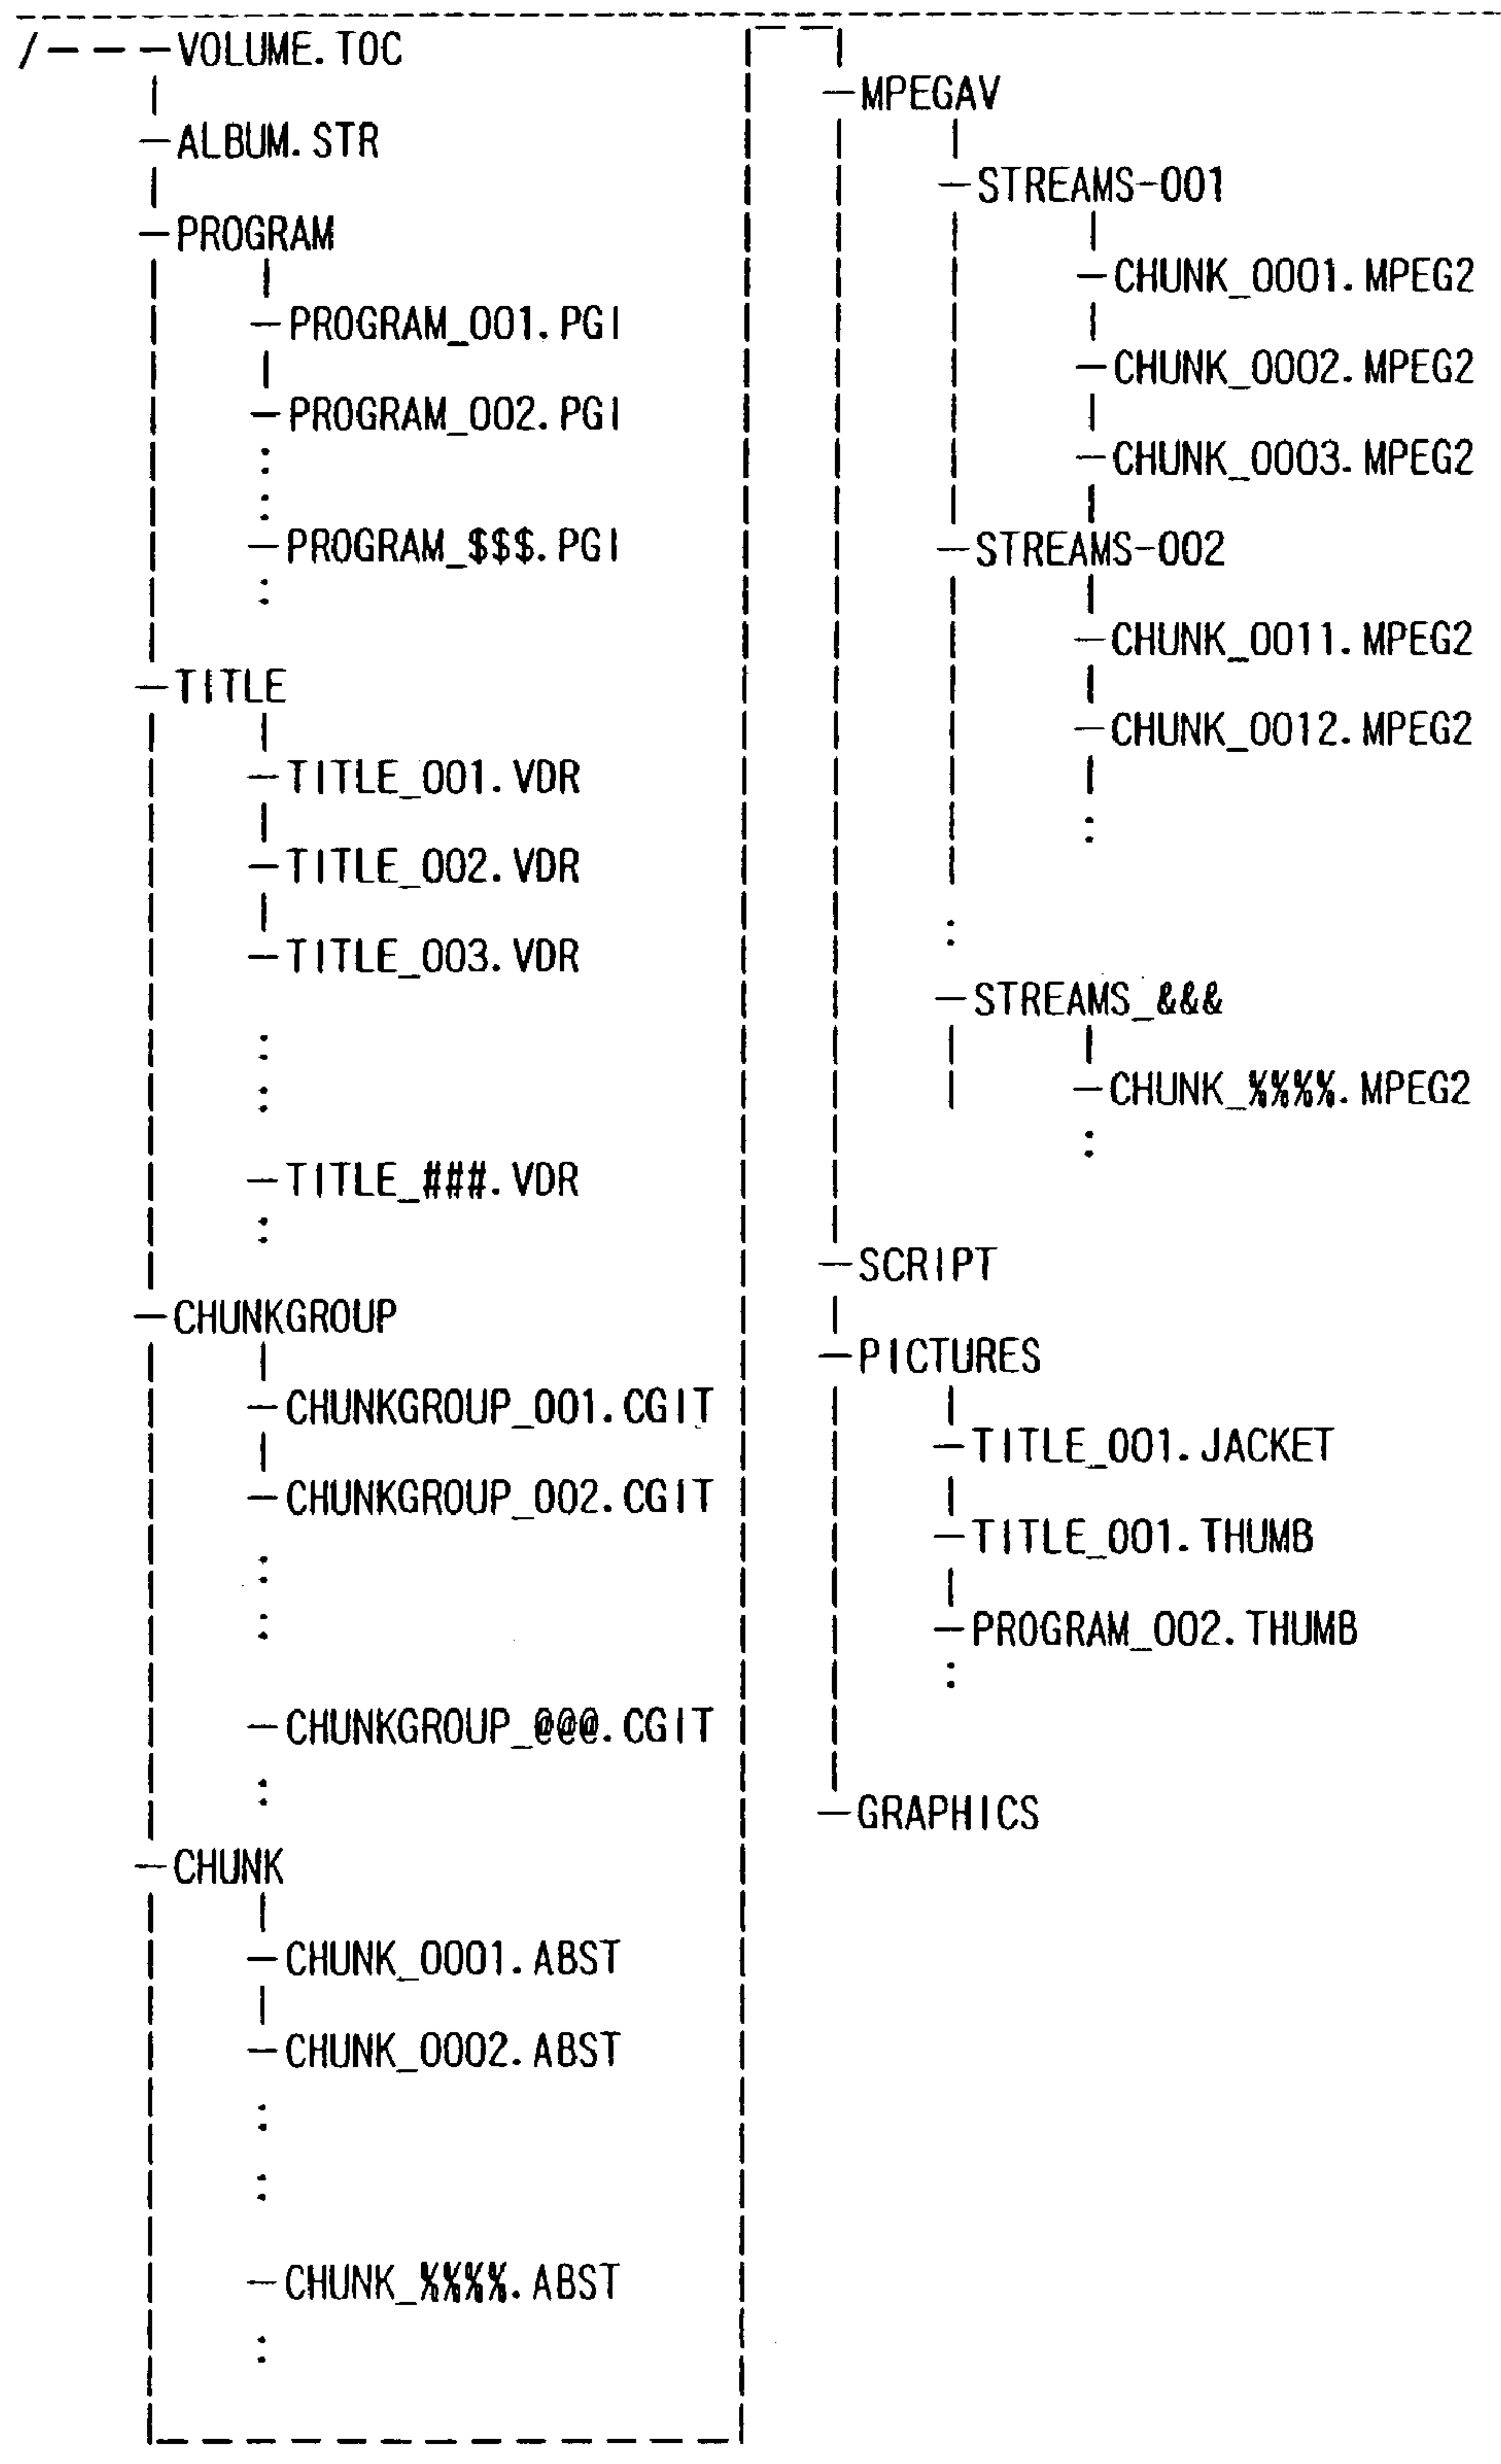 /---VOLUME.TOC
ALBUM.STR
PROGRAM
PROGRAM_001.PGI
PROGRAM_002.PGI
PROGRAM_$$$.PGI
TITLE
TITLE_001.VDR
TITLE_002.VDR
TITLE_003.VDR
TITLE_###.VDR
CHUNKGROUP
CHUNKGROUP_001.CGIT
CHUNKGROUP_002.CGIT
CHUNKGROUP_@@@.CGIT
CHUNK
CHUNK_0001.ABST
CHUNK_0002.ABST
CHUNK_%%%%.ABST
MPEGAV
STREAMS-001
CHUNK_0001.MPEG2
CHUNK_0002.MPEG2
CHUNK_0003.MPEG2
STREAMS-002
CHUNK_0011.MPEG2
CHUNK_0012.MPEG2
STREAMS_&&&
CHUNK_%%%%.MPEG2
SCRIPT
PICTURES
TITLE_001.JACKET
TITLE_001.THUMB
PROGRAM_002.THUMB
GRAPHICS